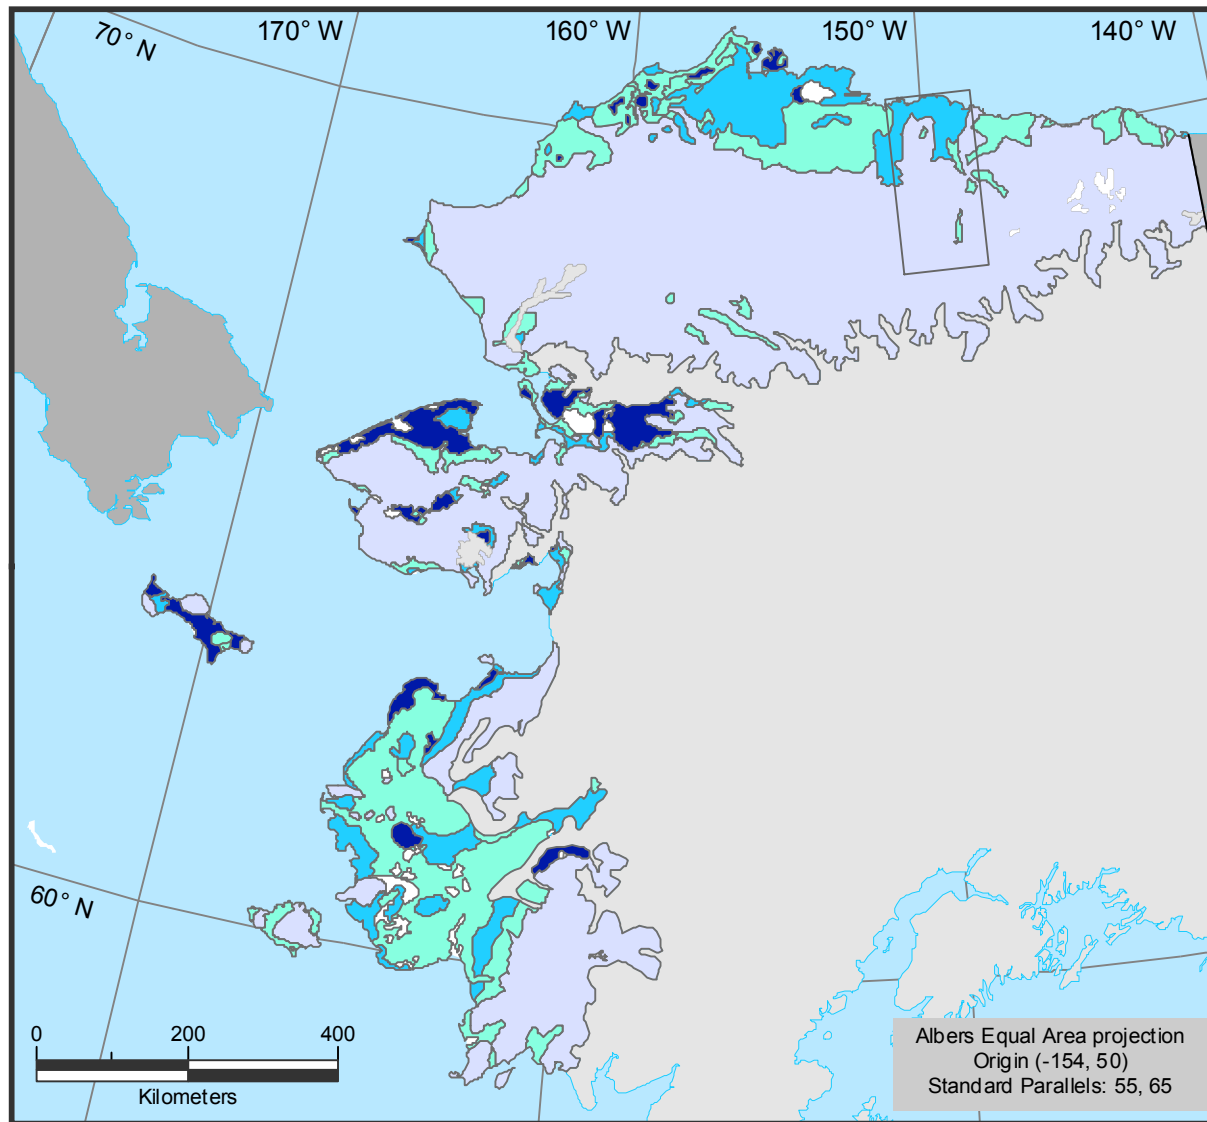 70° N
170° W
160° W
150° W
140° W
60° N
0
200
400
Kilometers
Albers Equal Area projection
Origin (-154, 50)
Standard Parallels: 55, 65